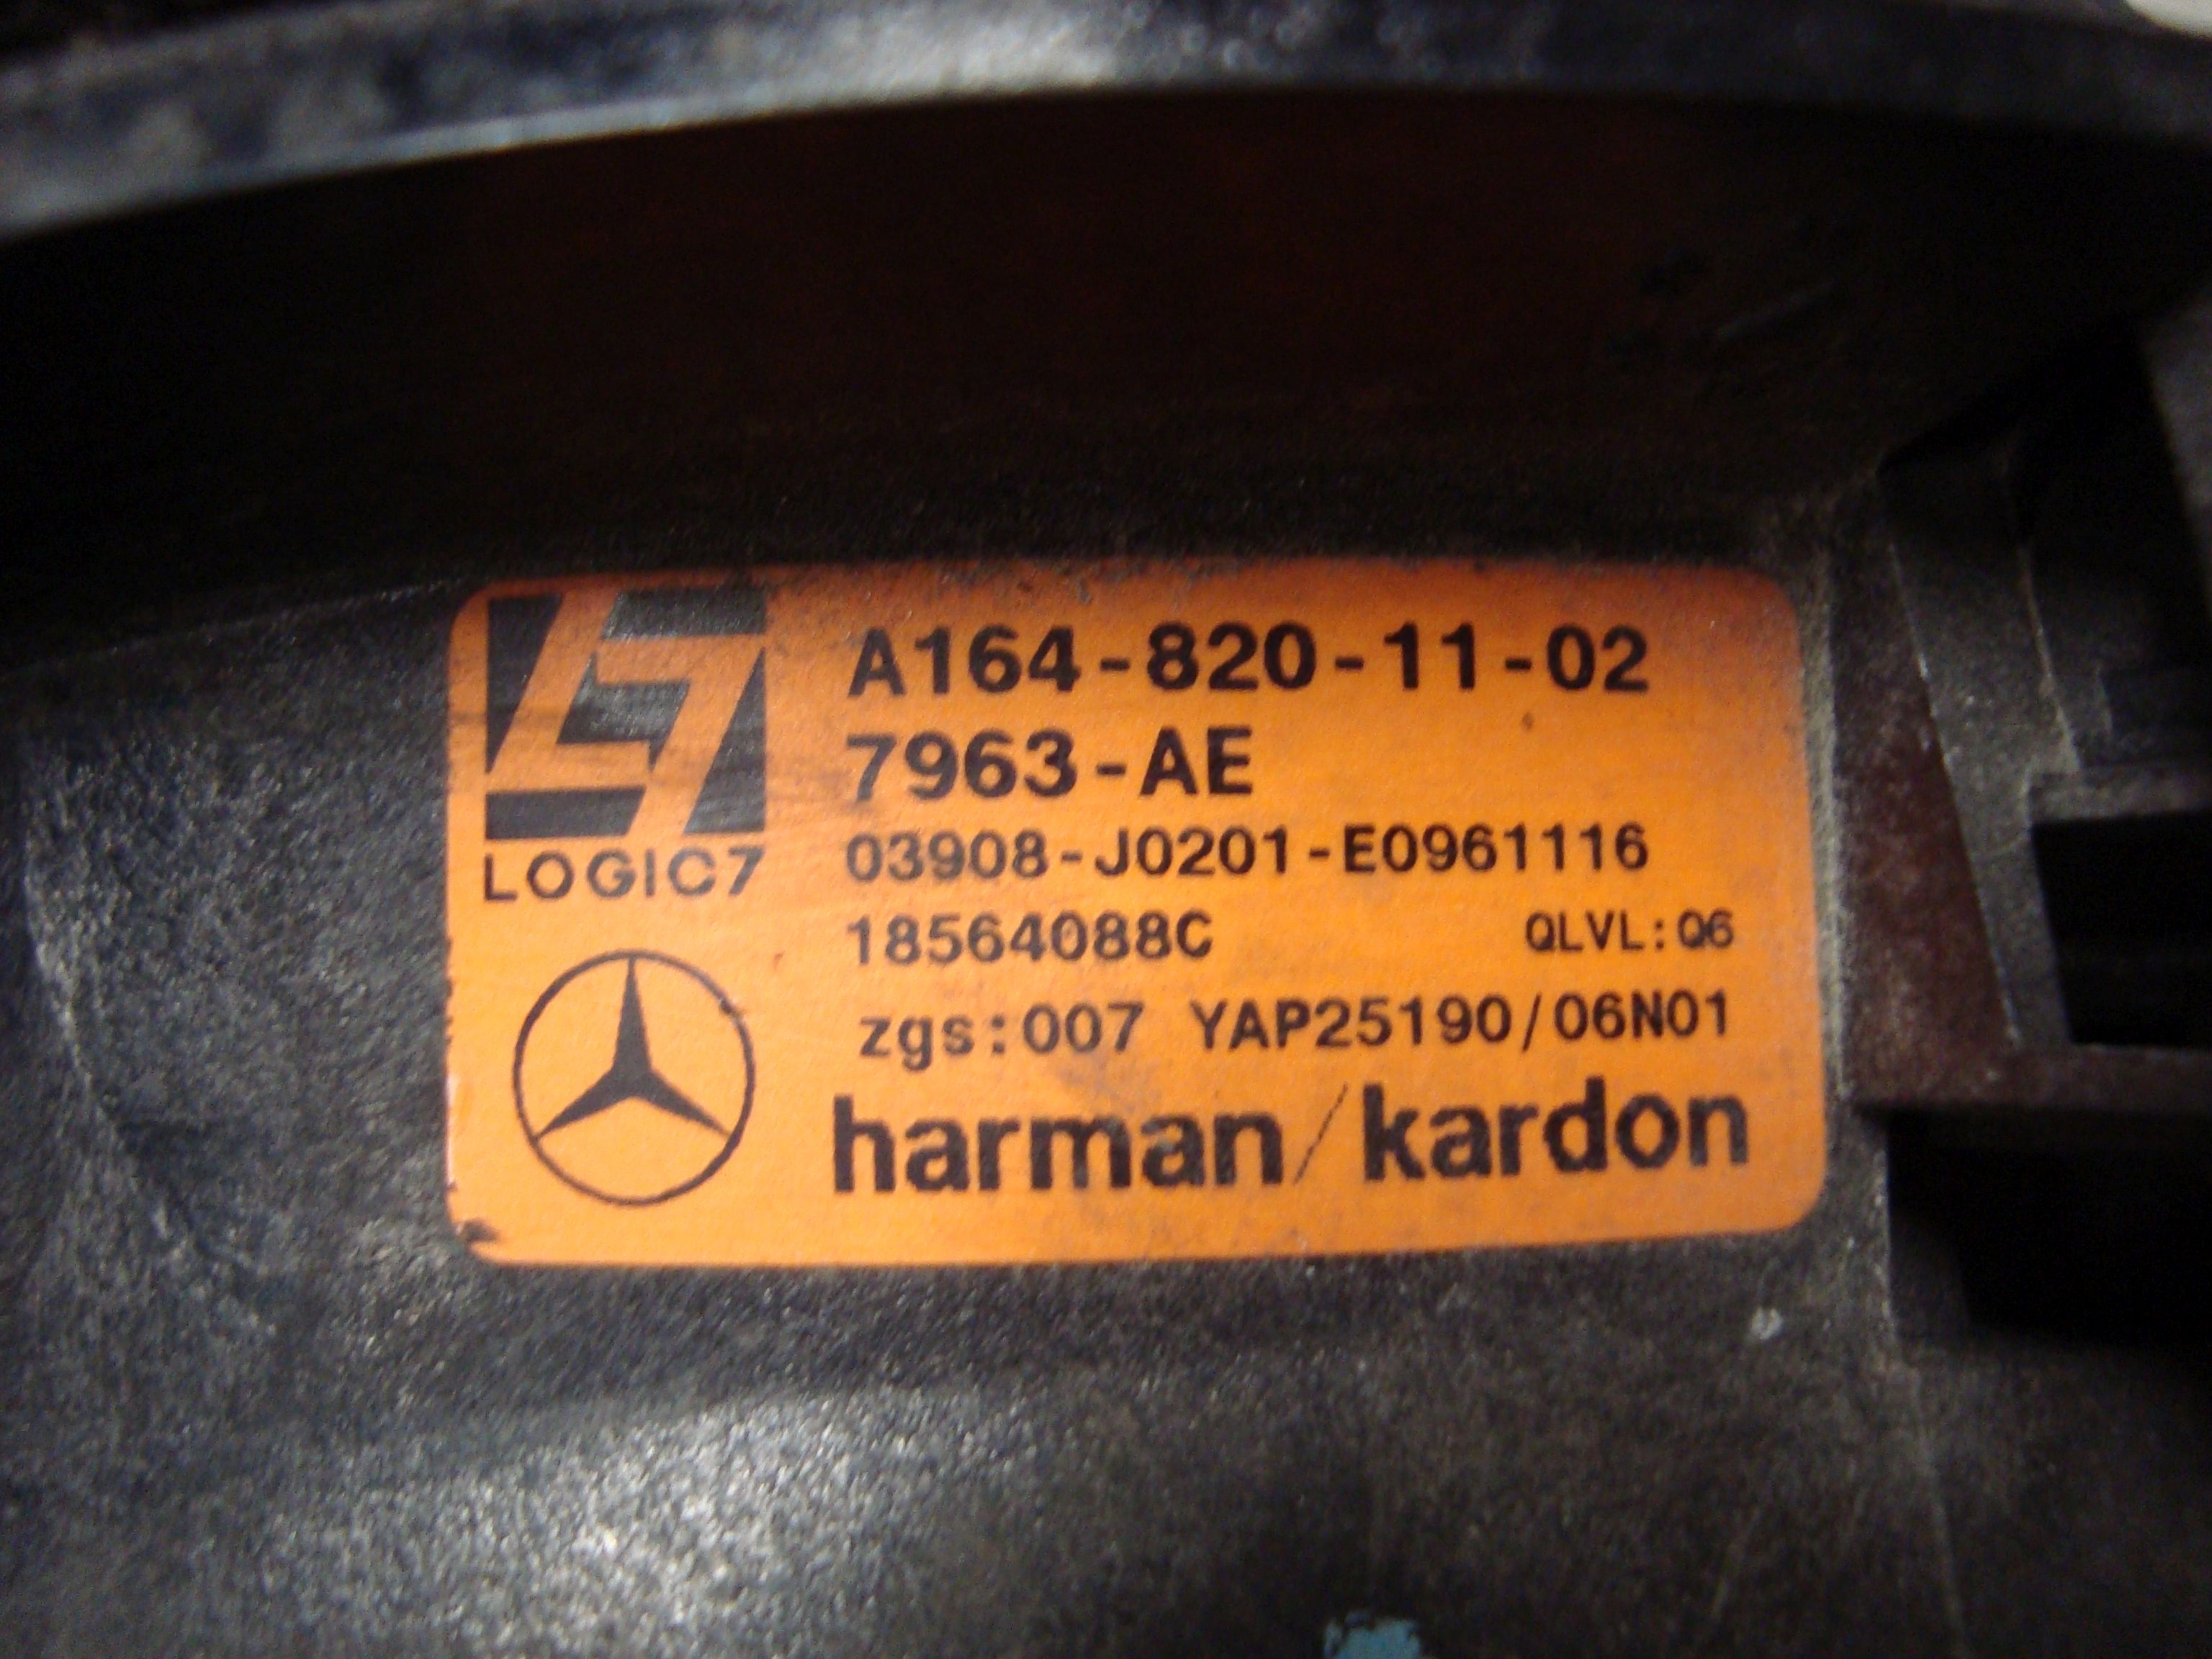 LOGIC7
A164-820-11-02
7963-AE
03908-J0201-E0961116
18564088C QLVL:Q6
zgs:007 YAP25190/06N01
harman/kardon